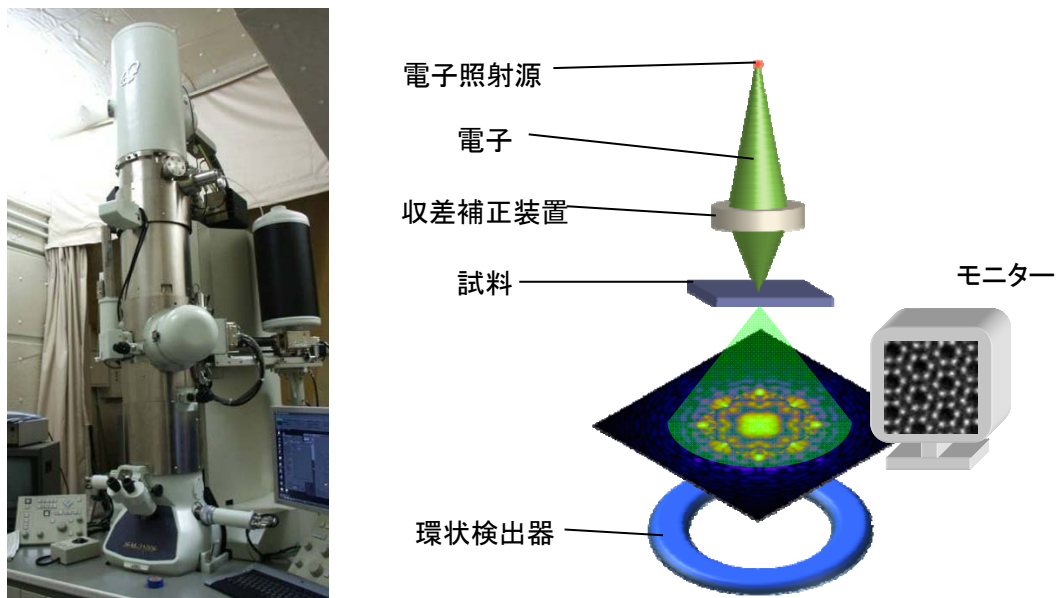 電子照射源
電子
収差補正装置
試料
モニター
環状検出器